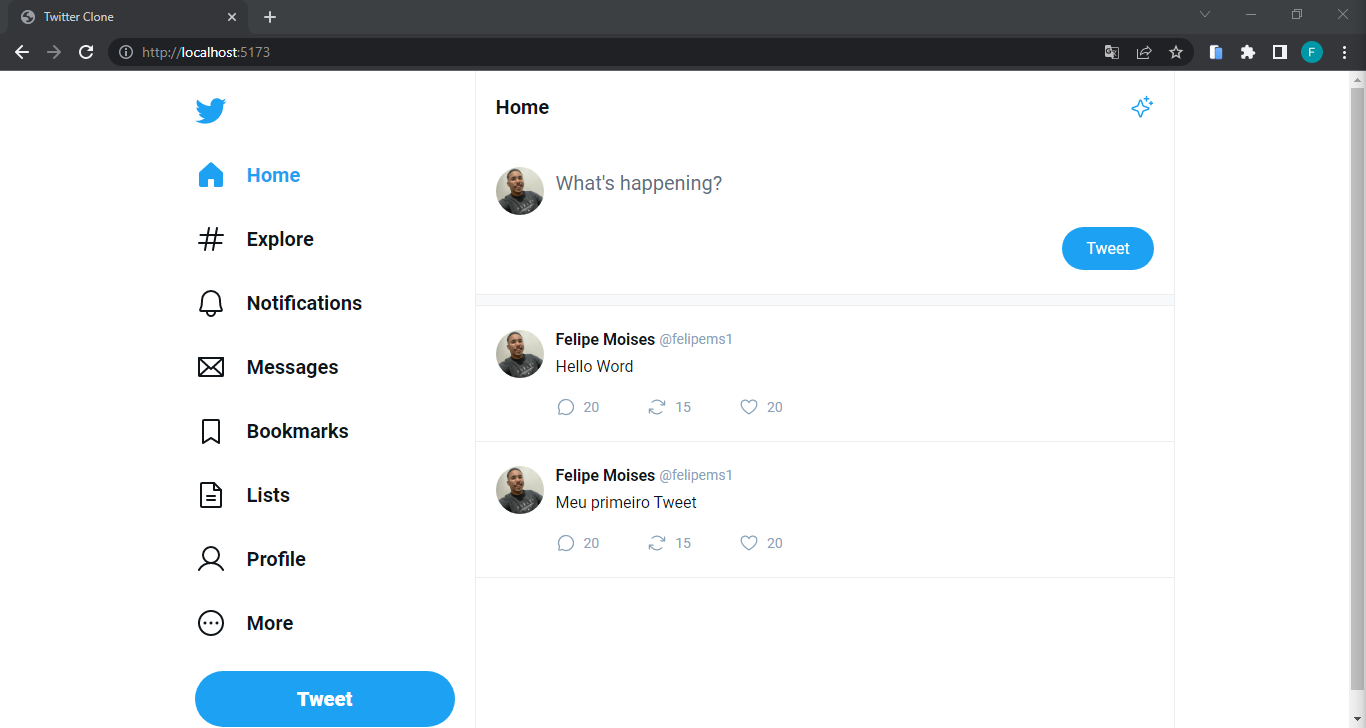 Twitter Clone
http://localhost:5173
F
Home
Explore
Notifications
Messages
Bookmarks
Lists
Profile
More
Tweet
Home
What's happening?
Tweet
Felipe Moises @felipems1
Hello Word
20 15 20
Felipe Moises @felipems1
Meu primeiro Tweet
20 15 20